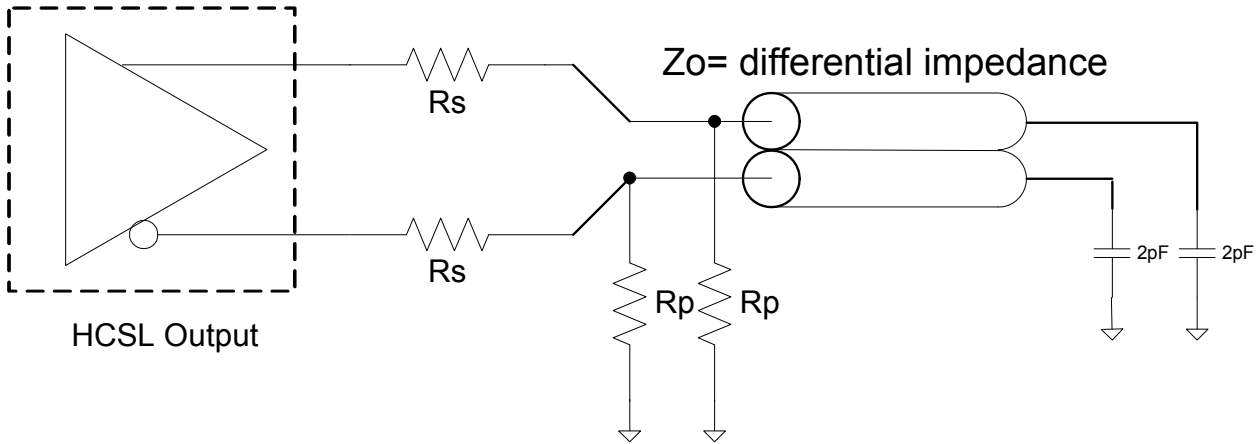 Zo= differential impedance
Rs
Rs
Rp
Rp
2pF
2pF
HCSL Output